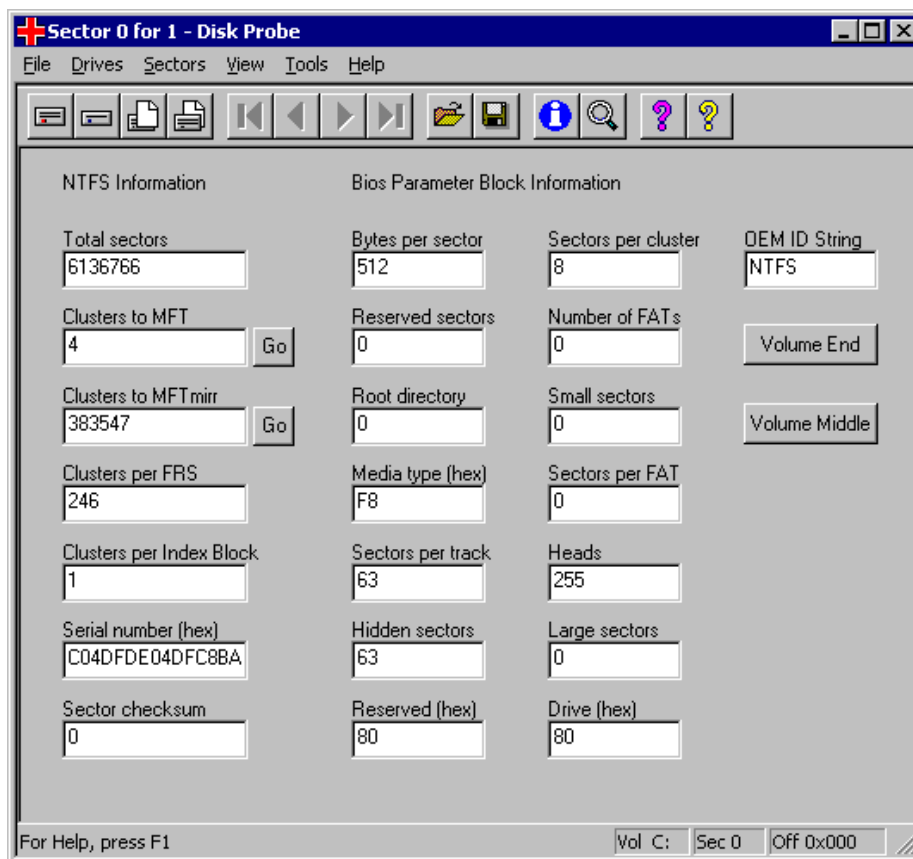 Sector 0 for 1 - Disk Probe
File Drives Sectors View Tools Help
NTFS Information Bios Parameter Block Information
Total sectors Bytes per sector Sectors per cluster OEM ID String
6136766 512 8 NTFS
Clusters to MFT Reserved sectors Number of FATs
4 Go 0 0 Volume End
Clusters to MFTmirr Root directory Small sectors
383547 Go 0 0 Volume Middle
Clusters per FRS Media type (hex) Sectors per FAT
246 F8 0
Clusters per Index Block Sectors per track Heads
1 63 255
Serial number (hex) Hidden sectors Large sectors
C04DFDE04DFC8BA 63 0
Sector checksum Reserved (hex) Drive (hex)
0 80 80
For Help, press F1 Vol C: Sec 0 Off 0x000